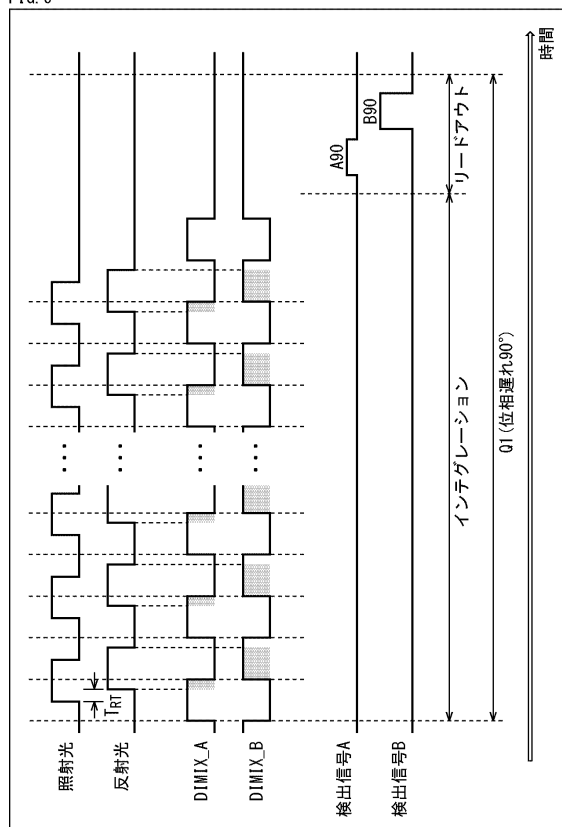 照射光
反射光
DIMIX_A
DIMIX_B
検出信号A
検出信号B
TRT
...
...
...
...
A90
B90
インテグレーション
リードアウト
Q1(位相遅れ90°)
時間